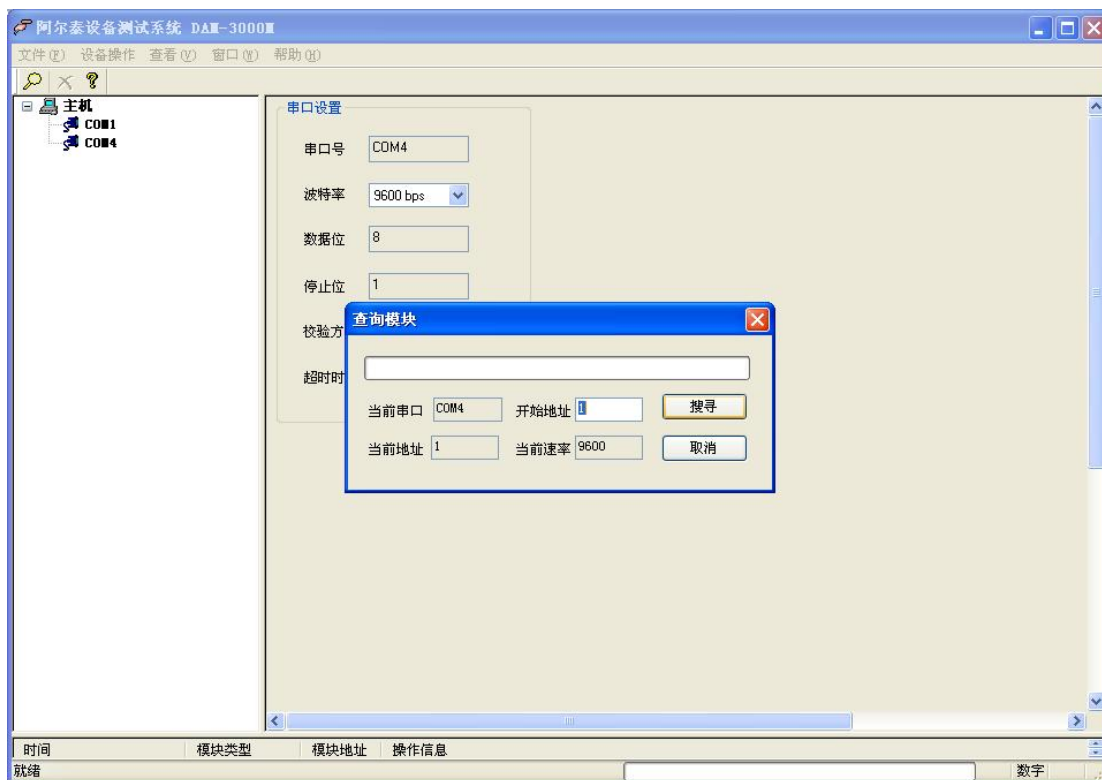 阿尔泰设备测试系统 DAM-3000M
文件(F) 设备操作 查看(V) 窗口(W) 帮助(H)
主机
COM1
COM4
串口设置
串口号 COM4
波特率 9600 bps
数据位 8
停止位 1
校验方
超时时
查询模块
当前串口 COM4 开始地址 1 搜寻
当前地址 1 当前速率 9600 取消
时间 模块类型 模块地址 操作信息
就绪 数字